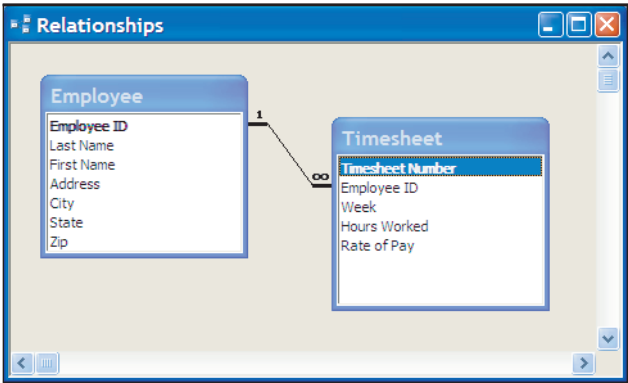 Relationships
Employee
Employee ID
Last Name
First Name
Address
City
State
Zip
1
∞
Timesheet
Timesheet Number
Employee ID
Week
Hours Worked
Rate of Pay